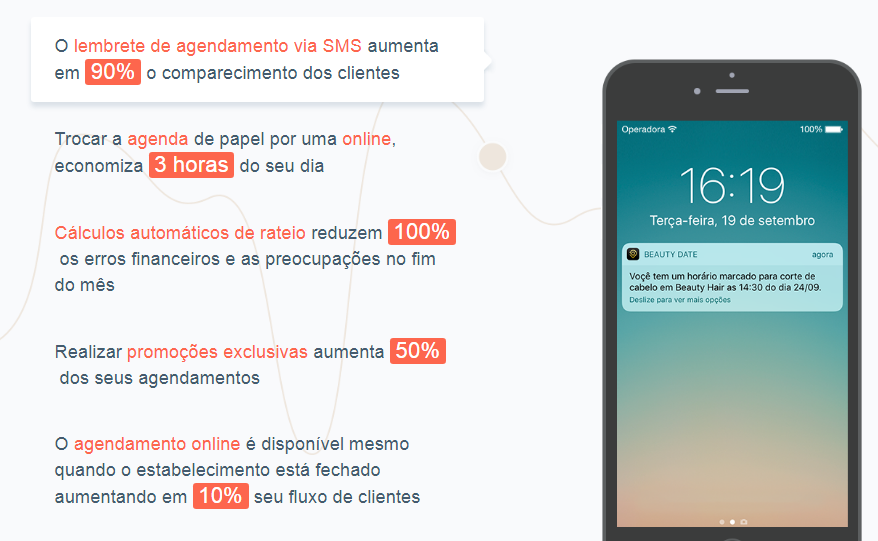 O lembrete de agendamento via SMS aumenta
em 90% o comparecimento dos clientes
Trocar a agenda de papel por uma online,
economiza 3 horas do seu dia
Cálculos automáticos de rateio reduzem 100%
os erros financeiros e as preocupações no fim
do mês
Realizar promoções exclusivas aumenta 50%
dos seus agendamentos
O agendamento online é disponível mesmo
quando o estabelecimento está fechado
aumentando em 10% seu fluxo de clientes
Operadora 100%
16:19
Terça-feira, 19 de setembro
BEAUTY DATE agora
Voçê tem um horário marcado para corte de
cabelo em Beauty Hair as 14:30 do dia 24/09.
Deslize para ver mais opções